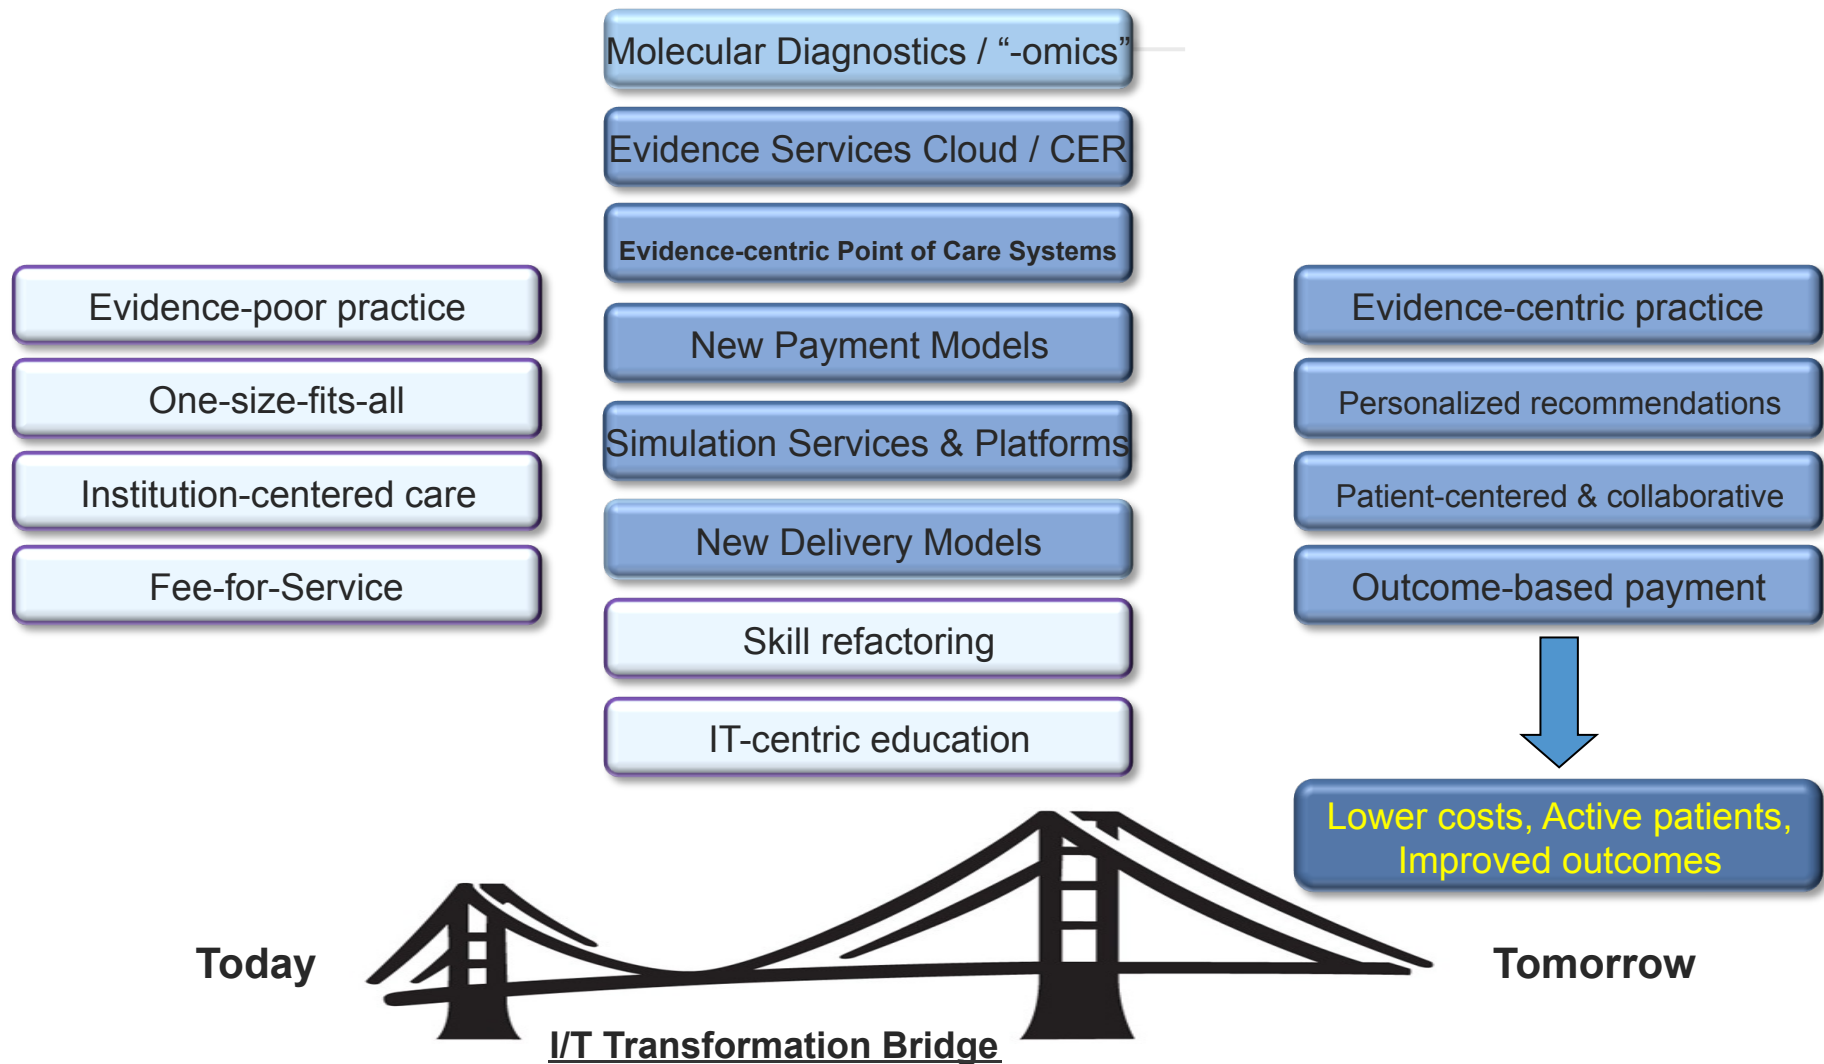 Molecular Diagnostics / “-omics”
Evidence Services Cloud / CER
Evidence-centric Point of Care Systems
New Payment Models
Simulation Services & Platforms
New Delivery Models
Skill refactoring
IT-centric education
Evidence-poor practice
One-size-fits-all
Institution-centered care
Fee-for-Service
Evidence-centric practice
Personalized recommendations
Patient-centered & collaborative
Outcome-based payment
Lower costs, Active patients,
Improved outcomes
Today
Tomorrow
I/T Transformation Bridge